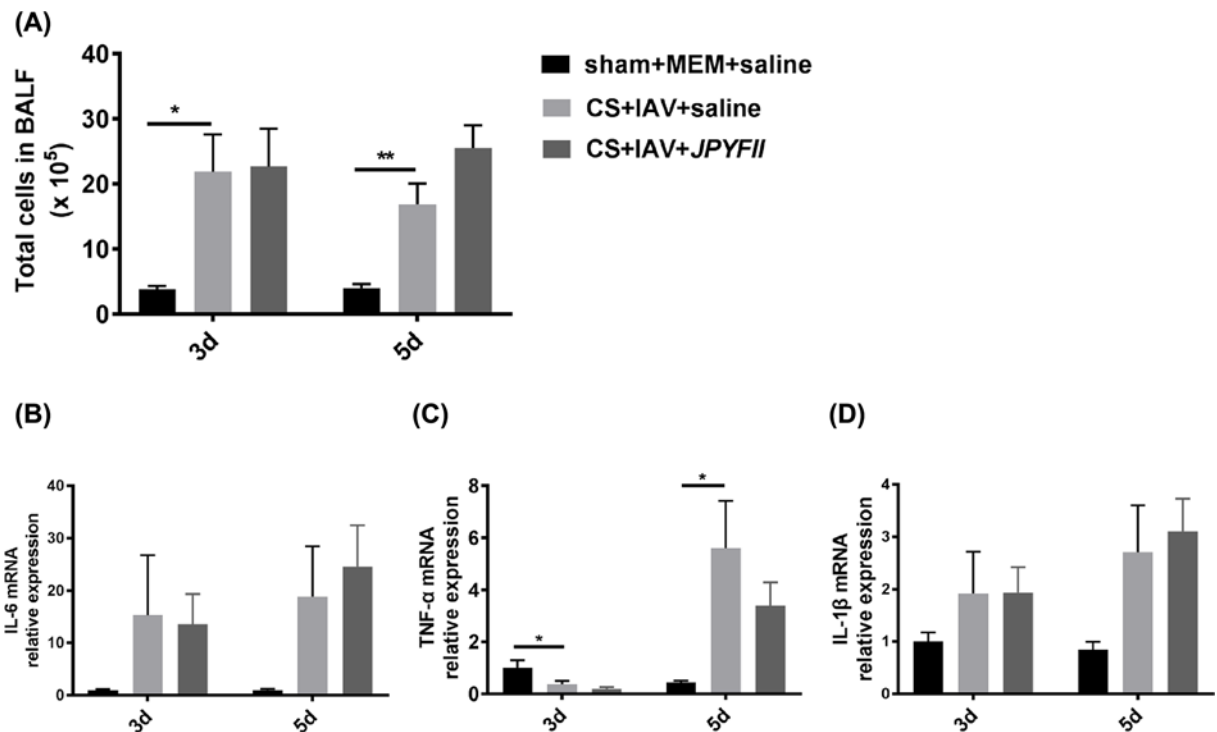 (A)
Total cells in BALF
(x 10⁵)
40
30
20
10
0
*
**
3d
5d
sham+MEM+saline
CS+IAV+saline
CS+IAV+JPYFII
(B)
IL-6 mRNA
relative expression
40
30
20
10
0
3d
5d
(C)
TNF-α mRNA
relative expression
8
6
4
2
0
*
*
3d
5d
(D)
IL-1β mRNA
relative expression
4
3
2
1
0
3d
5d